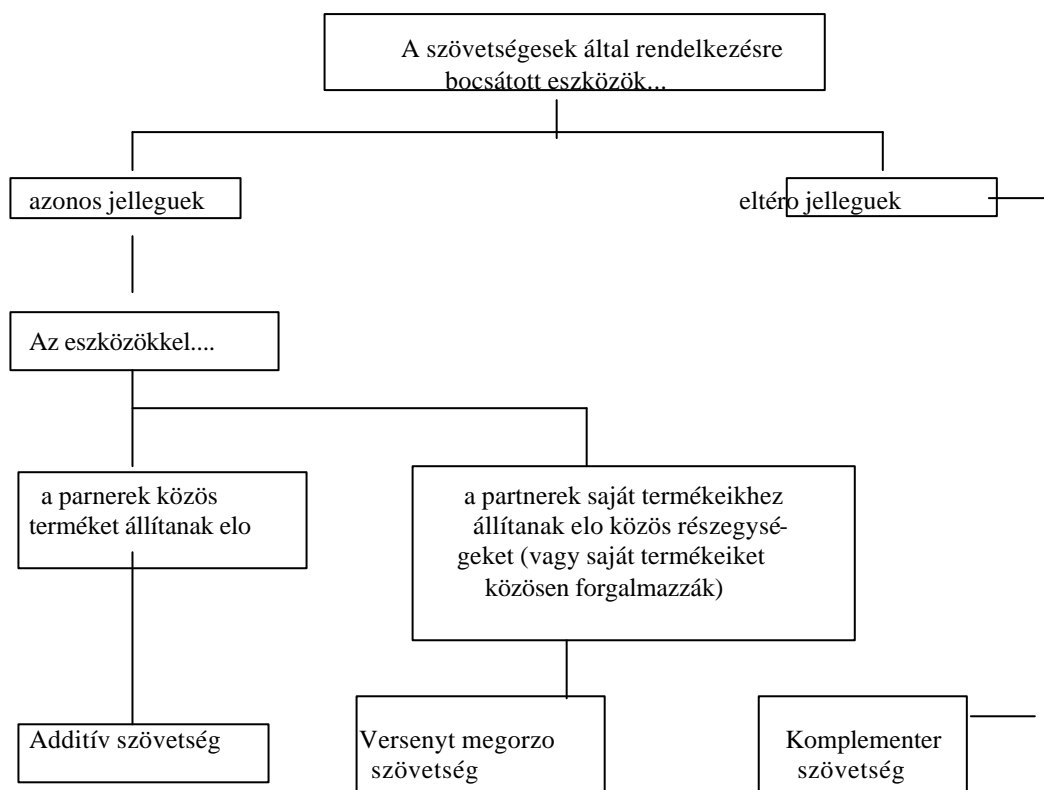 A szövetségesek által rendelkezésre
bocsátott eszközök...
azonos jelleguek
eltéro jelleguek
Az eszközökkel....
a parnerek közös
terméket állítanak elo
a partnerek saját termékeikhez
állítanak elo közös részegysé-
geket (vagy saját termékeiket
közösen forgalmazzák)
Additív szövetség
Versenyt megorzo
szövetség
Komplementer
szövetség